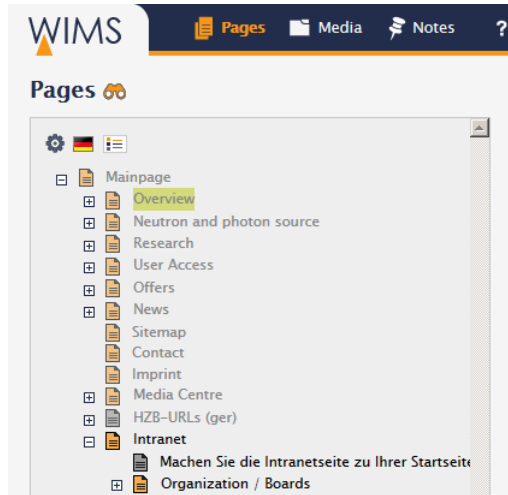 WIMS
Pages
Media
Notes
?
Pages
Mainpage
Overview
Neutron and photon source
Research
User Access
Offers
News
Sitemap
Contact
Imprint
Media Centre
HZB-URLs (ger)
Intranet
Machen Sie die Intranetseite zu Ihrer Startseite
Organization / Boards